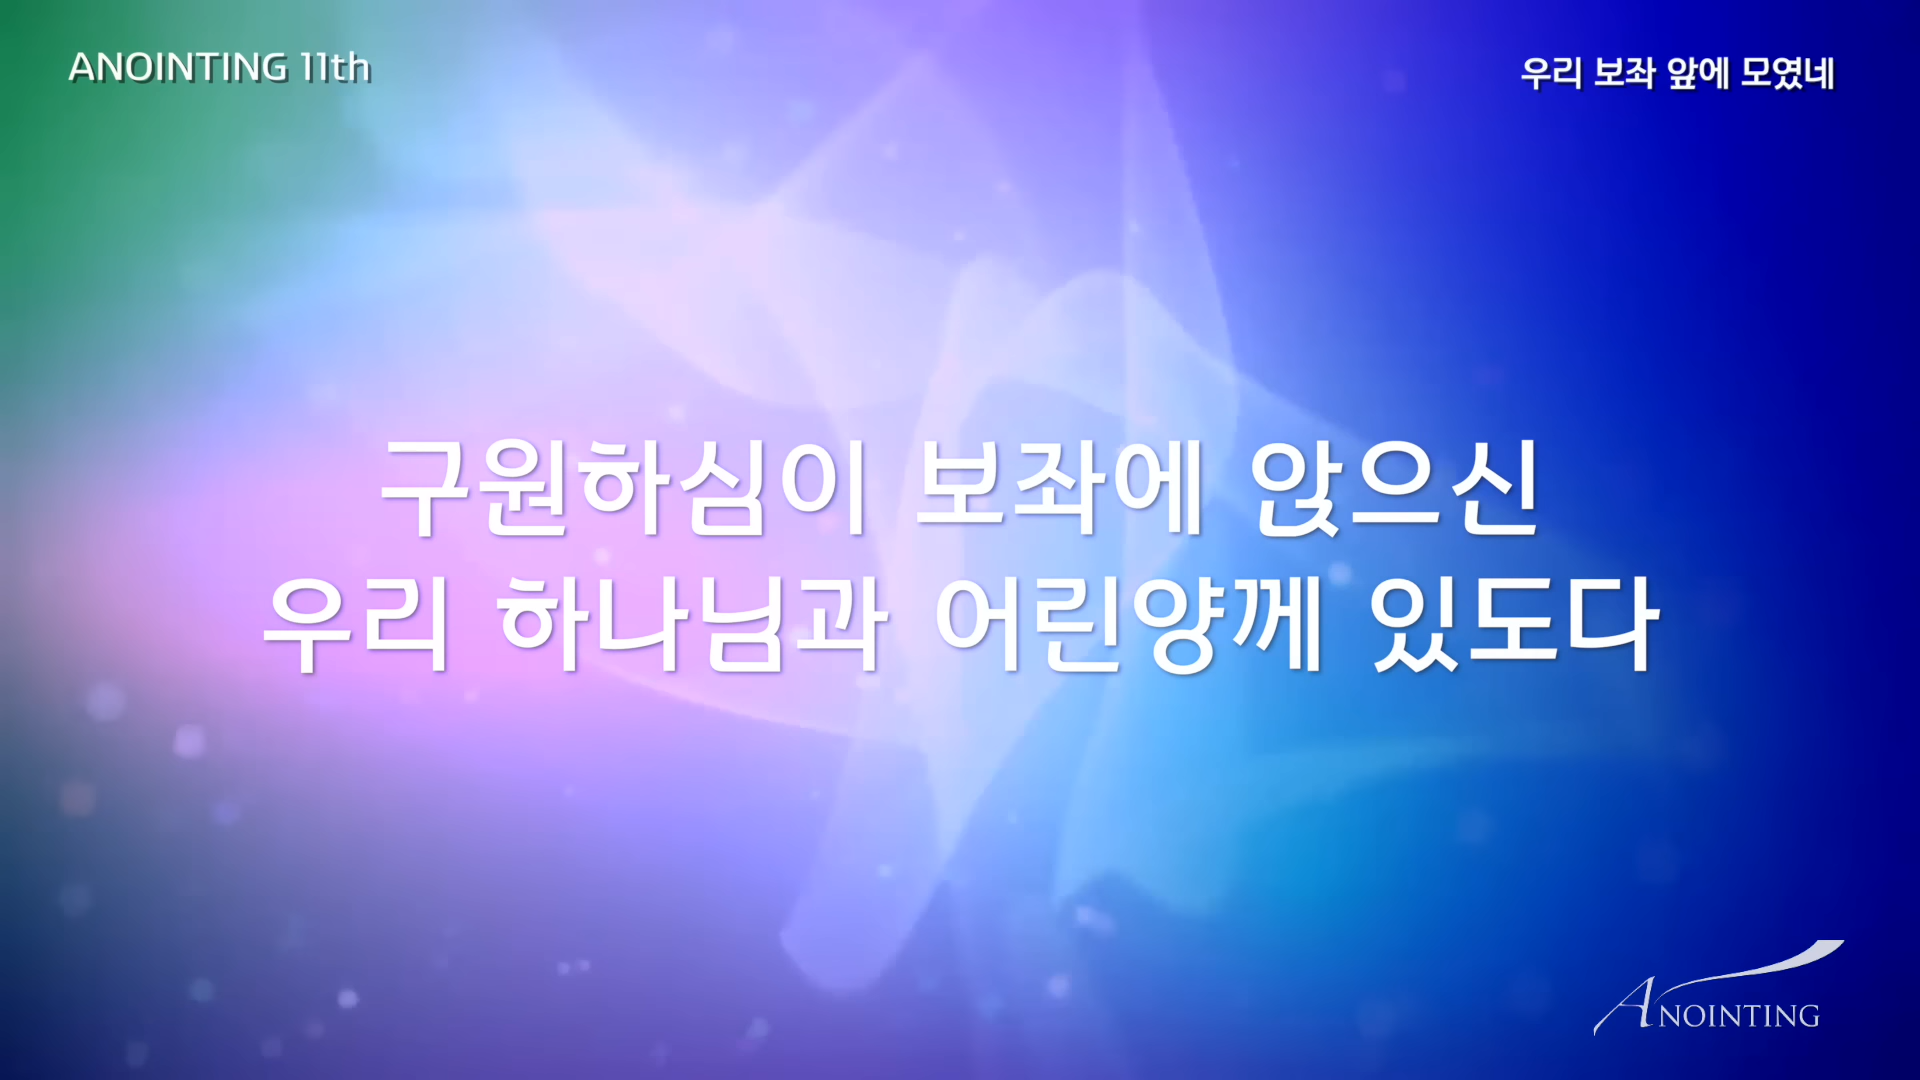 ANOINTING 11th
우리 보좌 앞에 모였네
구원하심이 보좌에 앉으신
우리 하나님과 어린양께 있도다
ANOINTING